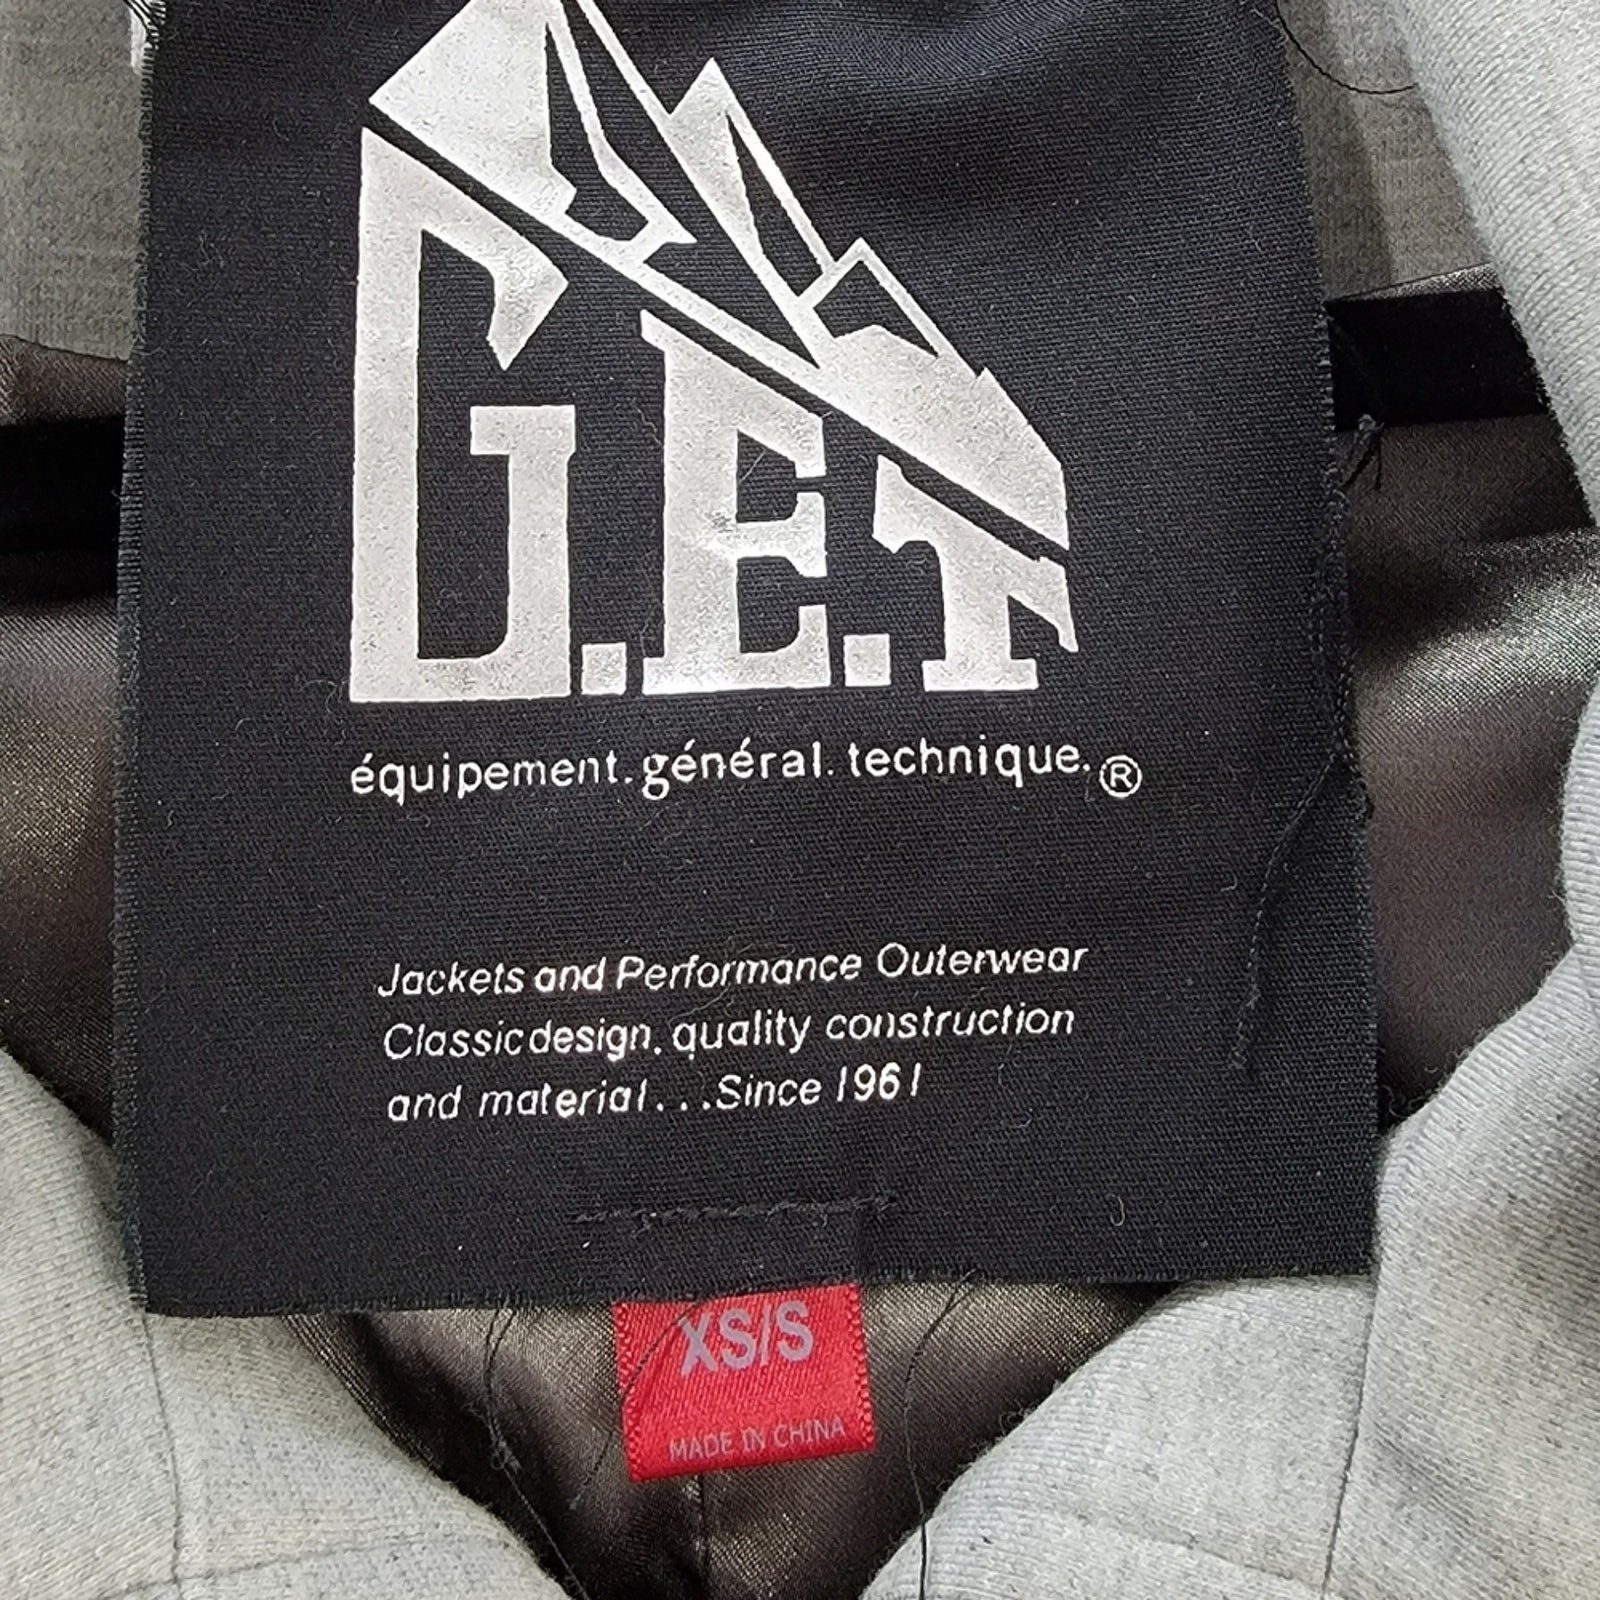 G.E.T
équipement.général.technique.®
Jackets and Performance Outerwear
Classic design, quality construction
and material...Since 1961
XS/S
MADE IN CHINA